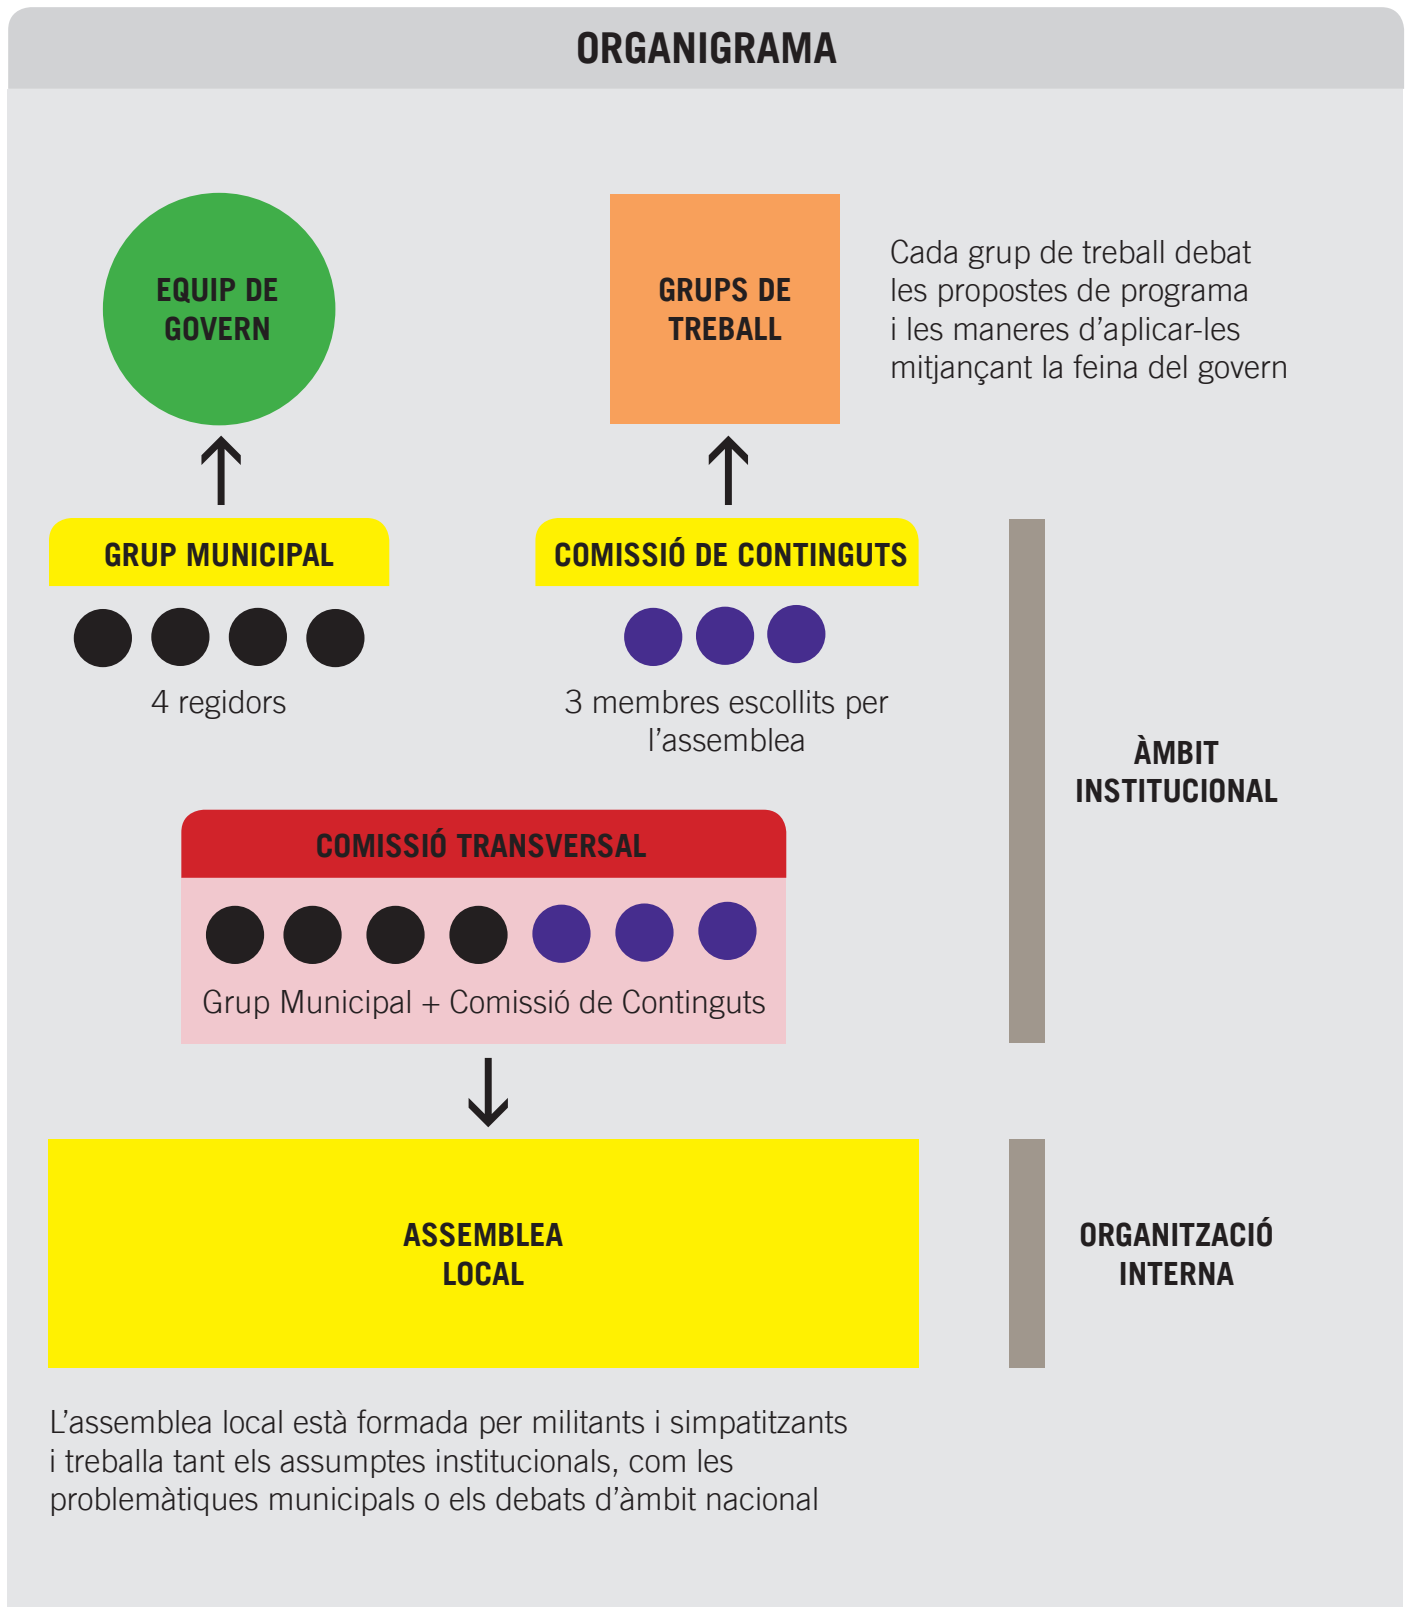 ORGANIGRAMA
EQUIP DE
GOVERN
GRUPS DE
TREBALL
Cada grup de treball debat
les propostes de programa
i les maneres d’aplicar-les
mitjançant la feina del govern
GRUP MUNICIPAL
4 regidors
COMISSIÓ DE CONTINGUTS
3 membres escollits per
l’assemblea
ÀMBIT
INSTITUCIONAL
COMISSIÓ TRANSVERSAL
Grup Municipal + Comissió de Continguts
ASSEMBLEA
LOCAL
ORGANITZACIÓ
INTERNA
L’assemblea local està formada per militants i simpatitzants
i treballa tant els assumptes institucionals, com les
problemàtiques municipals o els debats d’àmbit nacional